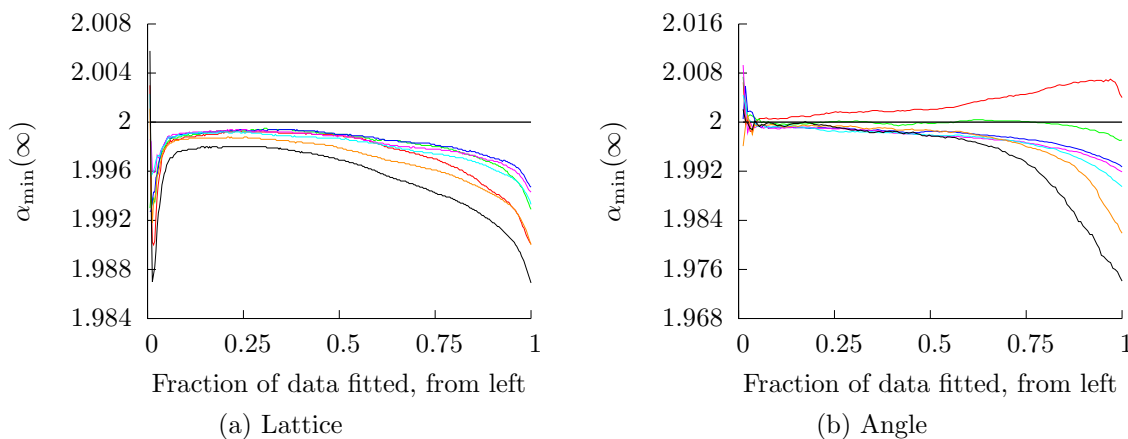 2.008
2.004
2
1.996
1.992
1.988
1.984
α_min(∞)
0 0.25 0.5 0.75 1
Fraction of data fitted, from left
(a) Lattice
2.016
2.008
2
1.992
1.984
1.976
1.968
α_min(∞)
0 0.25 0.5 0.75 1
Fraction of data fitted, from left
(b) Angle